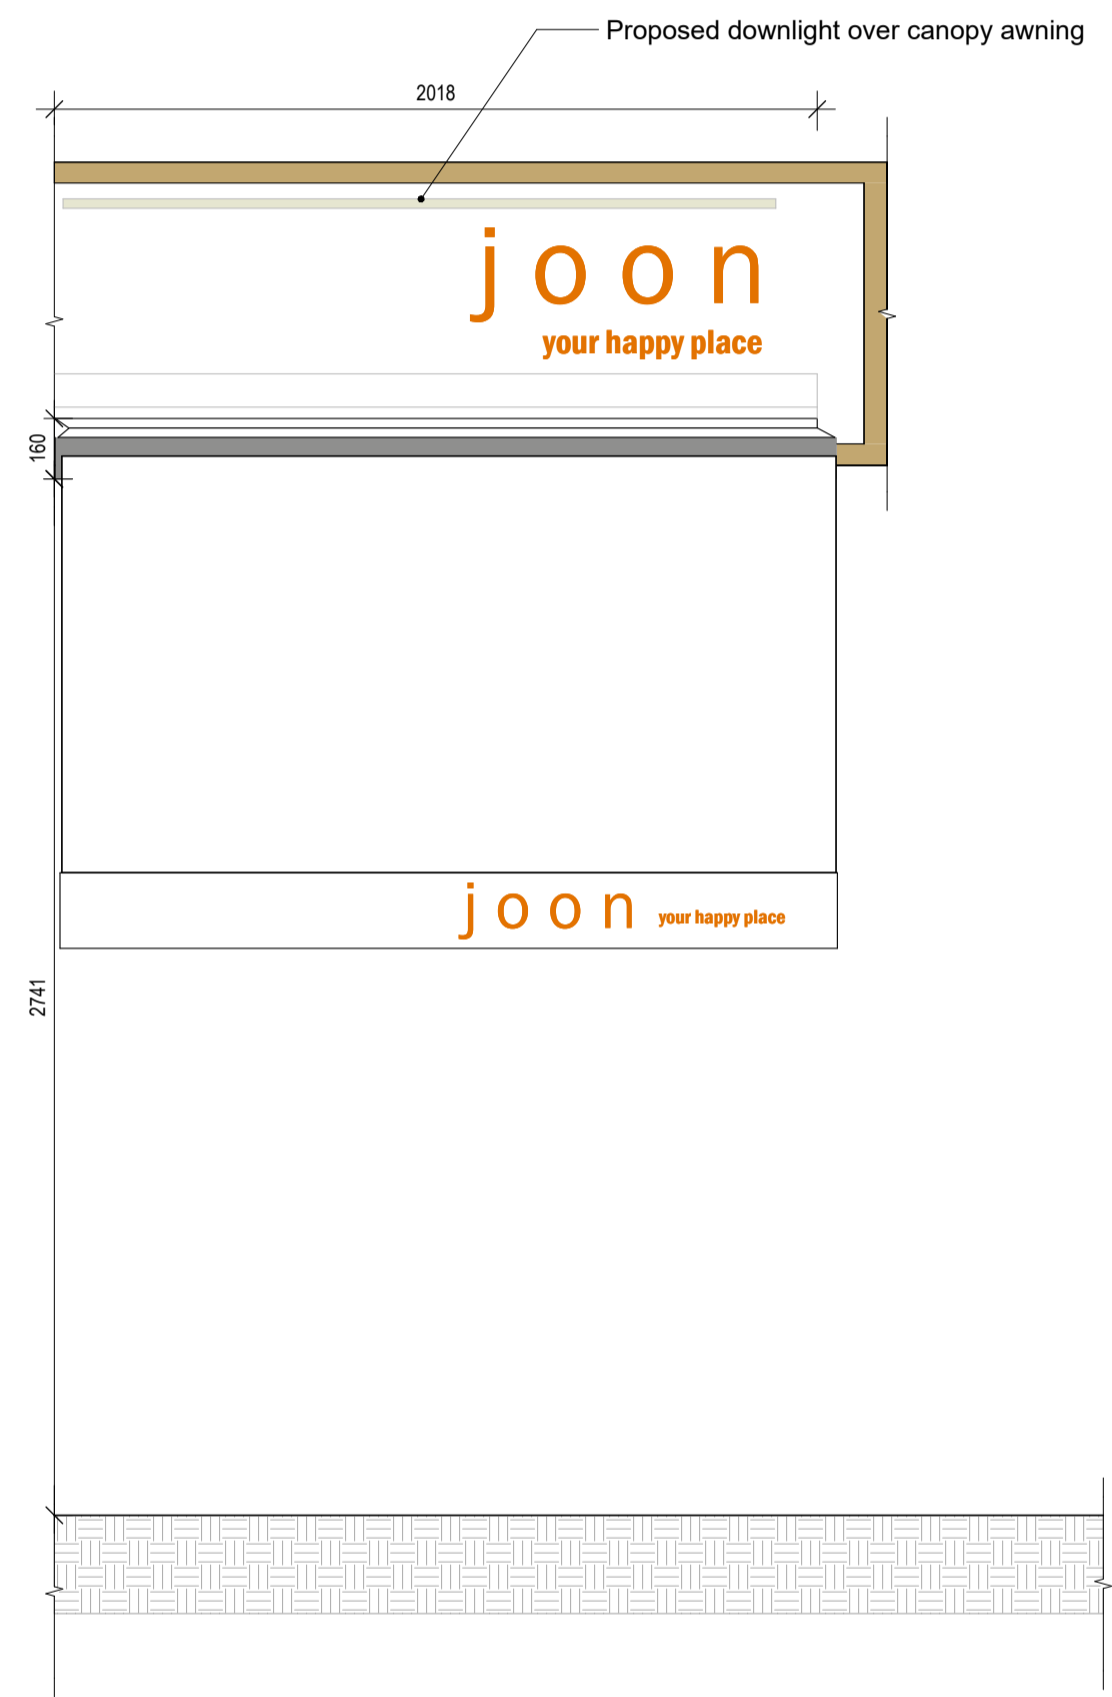 Proposed downlight over canopy awning
2018
joon
your happy place
160
joon your happy place
2741